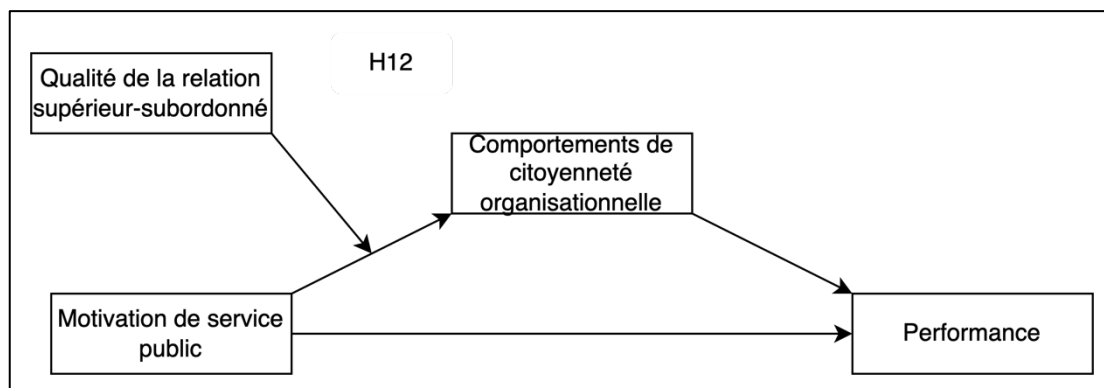 H12
Qualité de la relation
supérieur-subordonné
Comportements de
citoyenneté
organisationnelle
Motivation de service
public
Performance